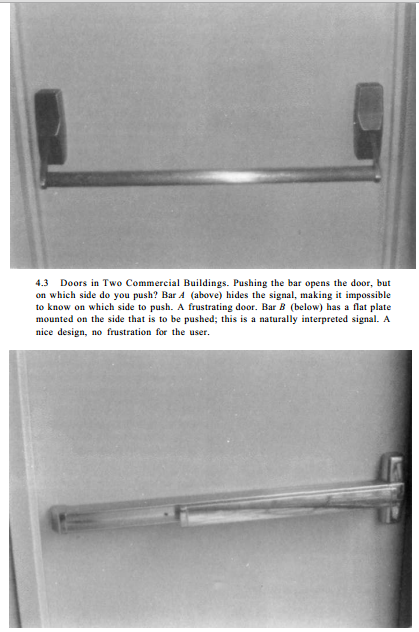 4.3 Doors in Two Commercial Buildings. Pushing the bar opens the door, but
on which side do you push? Bar A (above) hides the signal, making it impossible
to know on which side to push. A frustrating door. Bar B (below) has a flat plate
mounted on the side that is to be pushed; this is a naturally interpreted signal. A
nice design, no frustration for the user.